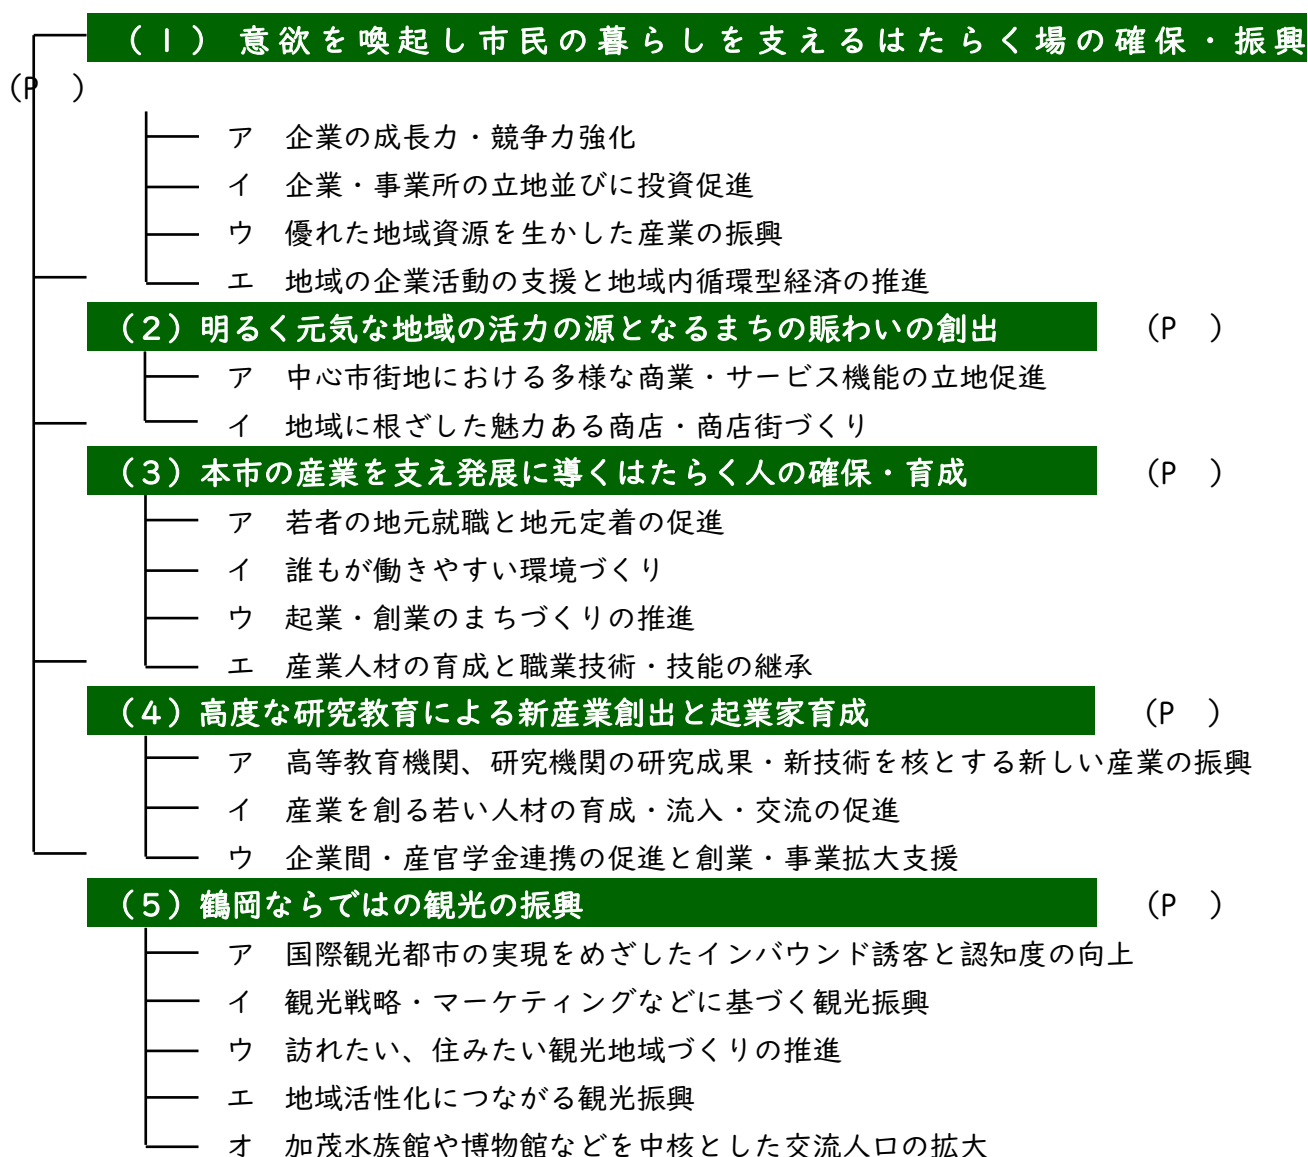 （１） 意欲を喚起し市民の暮らしを支えるはたらく場の確保・振興
（P　）
ア　企業の成長力・競争力強化
イ　企業・事業所の立地並びに投資促進
ウ　優れた地域資源を生かした産業の振興
エ　地域の企業活動の支援と地域内循環型経済の推進
（２）明るく元気な地域の活力の源となるまちの賑わいの創出　（P　）
ア　中心市街地における多様な商業・サービス機能の立地促進
イ　地域に根ざした魅力ある商店・商店街づくり
（３）本市の産業を支え発展に導くはたらく人の確保・育成　（P　）
ア　若者の地元就職と地元定着の促進
イ　誰もが働きやすい環境づくり
ウ　起業・創業のまちづくりの推進
エ　産業人材の育成と職業技術・技能の継承
（４）高度な研究教育による新産業創出と起業家育成　（P　）
ア　高等教育機関、研究機関の研究成果・新技術を核とする新しい産業の振興
イ　産業を創る若い人材の育成・流入・交流の促進
ウ　企業間・産官学金連携の促進と創業・事業拡大支援
（５）鶴岡ならではの観光の振興　（P　）
ア　国際観光都市の実現をめざしたインバウンド誘客と認知度の向上
イ　観光戦略・マーケティングなどに基づく観光振興
ウ　訪れたい、住みたい観光地域づくりの推進
エ　地域活性化につながる観光振興
オ　加茂水族館や博物館などを中核とした交流人口の拡大